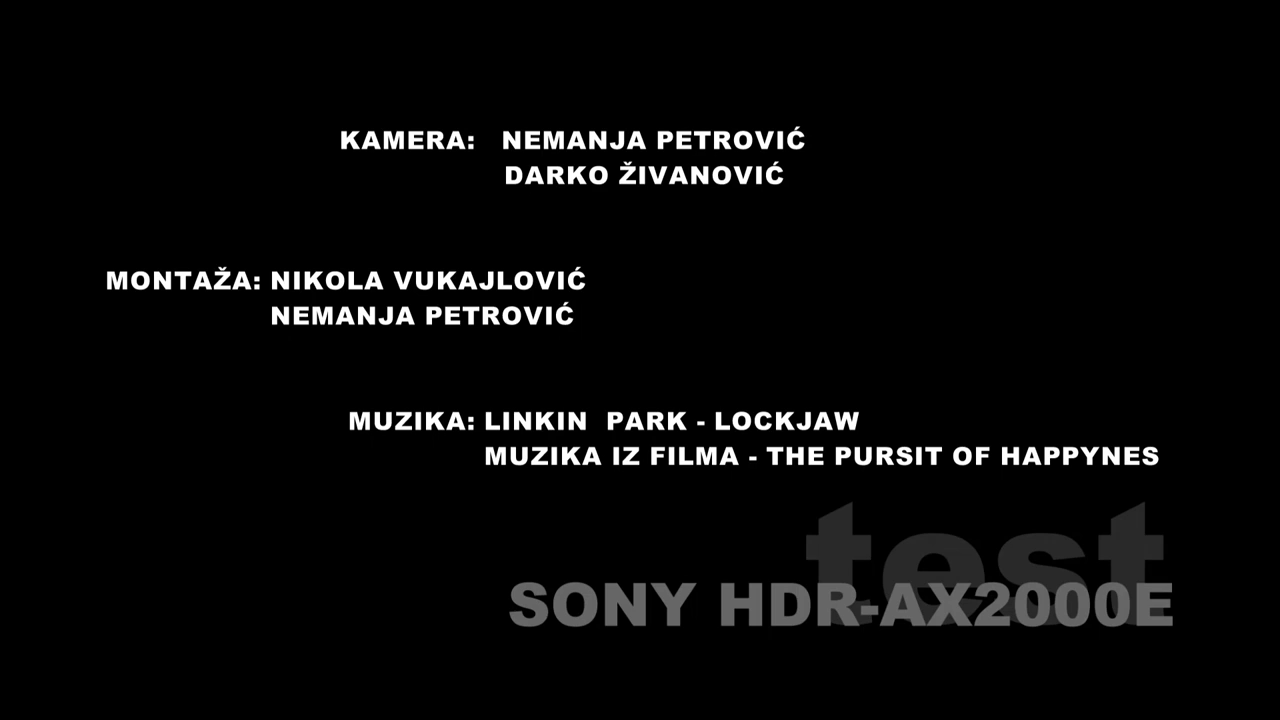 KAMERA: NEMANJA PETROVIĆ
DARKO ŽIVANOVIĆ
MONTAŽA: NIKOLA VUKAJLOVIĆ
NEMANJA PETROVIĆ
MUZIKA: LINKIN PARK - LOCKJAW
MUZIKA IZ FILMA - THE PURSIT OF HAPPYNES
test
SONY HDR-AX2000E